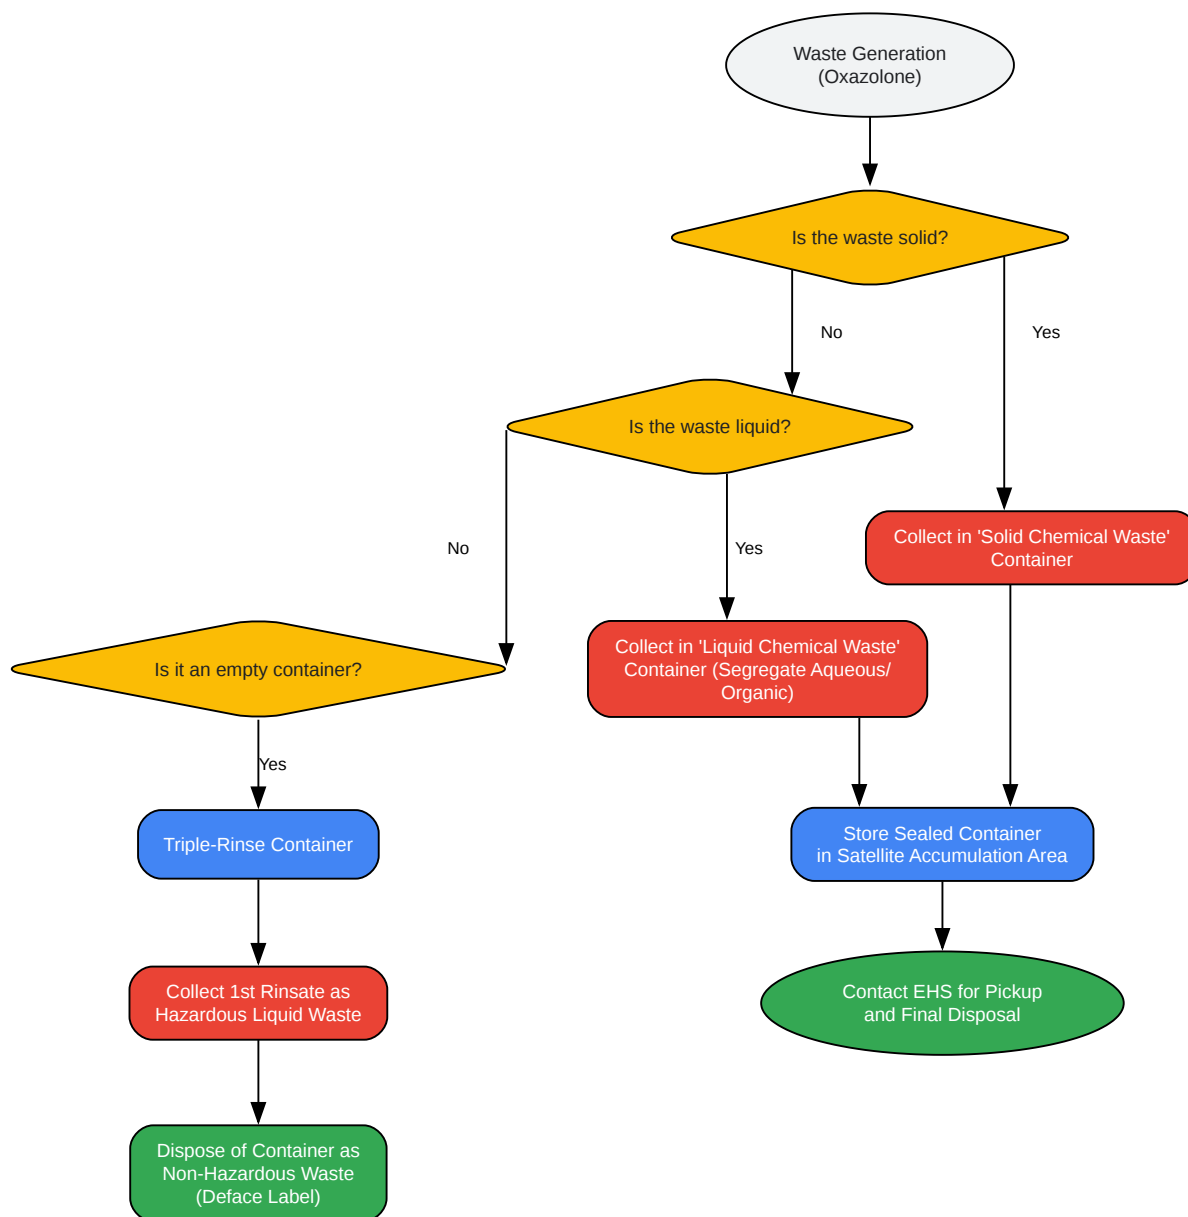 Waste Generation
(Oxazolone)
Is the waste solid?
No
Yes
Is the waste liquid?
No
Yes
Collect in 'Solid Chemical Waste'
Container
Is it an empty container?
Collect in 'Liquid Chemical Waste'
Container (Segregate Aqueous/
Organic)
Yes
Triple-Rinse Container
Store Sealed Container
in Satellite Accumulation Area
Collect 1st Rinsate as
Hazardous Liquid Waste
Contact EHS for Pickup
and Final Disposal
Dispose of Container as
Non-Hazardous Waste
(Deface Label)